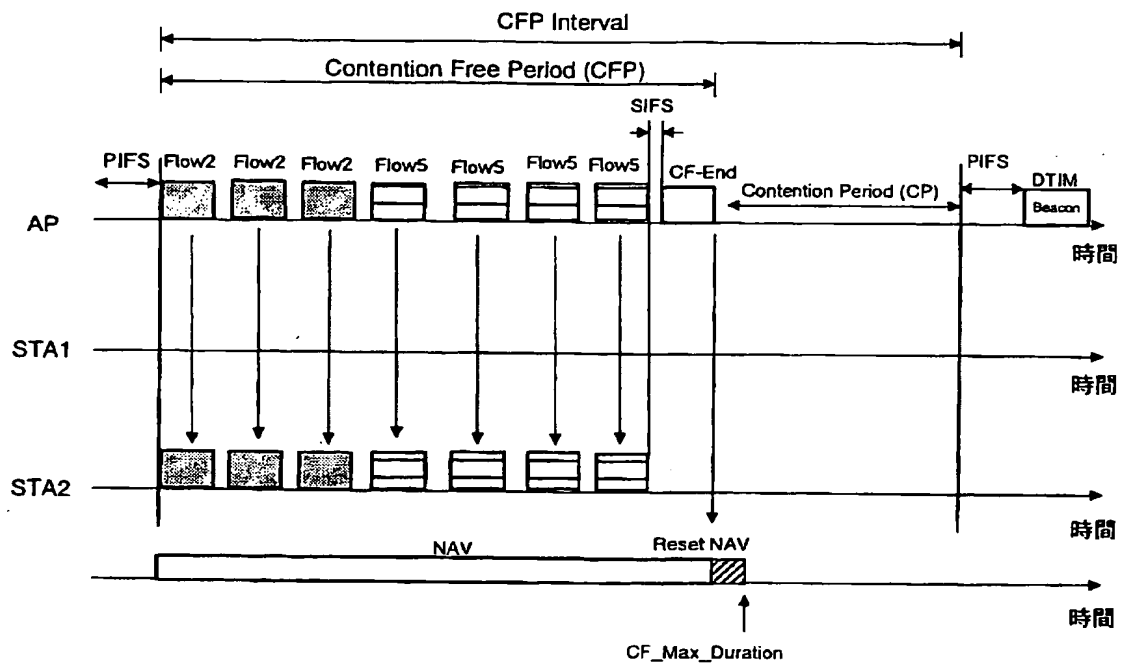 CFP Interval
Contention Free Period (CFP)
SIFS
PIFS
Flow2
Flow2
Flow2
Flow5
Flow5
Flow5
Flow5
CF-End
Contention Period (CP)
PIFS
DTIM
Beacon
AP
時間
STA1
時間
STA2
時間
NAV
Reset NAV
時間
CF_Max_Duration